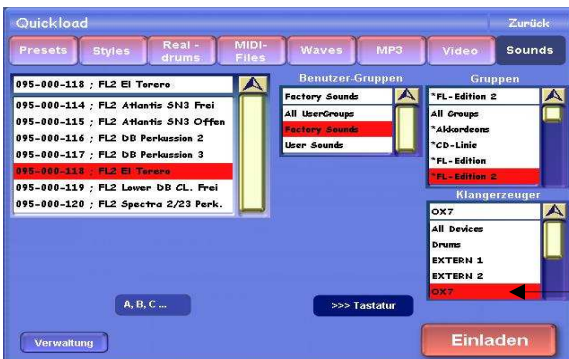 Quickload
Zurück
Presets
Styles
Real - drums
MIDI- Files
Waves
MP3
Video
Sounds
095-000-118 ; FL2 El Torero
095-000-114 ; FL2 Atlantis SN3 Frei
095-000-115 ; FL2 Atlantis SN3 Offen
095-000-116 ; FL2 DB Perkussion 2
095-000-117 ; FL2 DB Perkussion 3
095-000-118 ; FL2 El Torero
095-000-119 ; FL2 Lower DB CL. Frei
095-000-120 ; FL2 Spectra 2/23 Perk.
Benutzer-Gruppen
Factory Sounds
All UserGroups
Factory Sounds
User Sounds
Gruppen
*FL-Edition 2
All Groups
*Akkordeons
*CD-Linie
*FL-Edition
*FL-Edition 2
Klangerzeuger
OX7
All Devices
Drums
EXTERN 1
EXTERN 2
OX7
A, B, C ...
>>> Tastatur
Verwaltung
Einladen